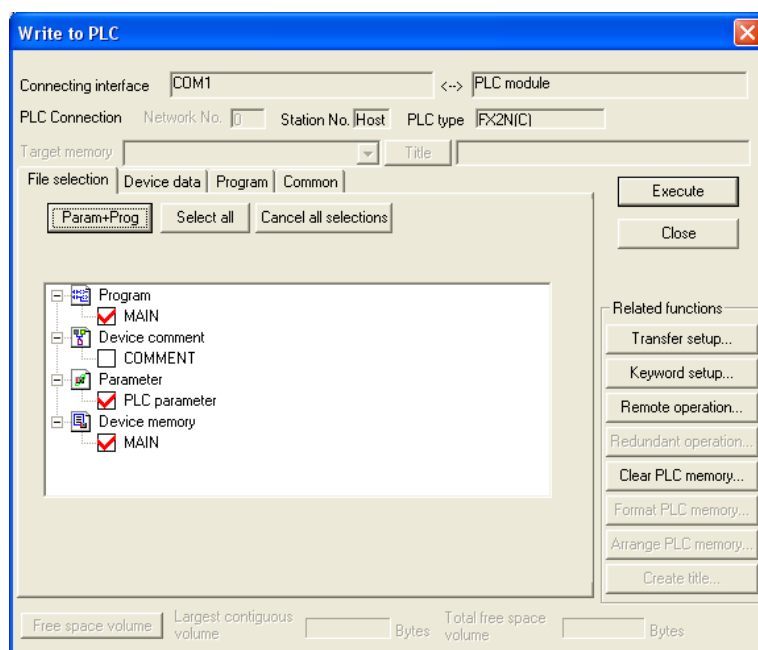 Write to PLC
Connecting interface COM1 <--> PLC module
PLC Connection Network No. 0 Station No. Host PLC type FX2N(C)
Target memory Title
File selection Device data Program Common
Execute
Param+Prog Select all Cancel all selections
Close
Program
MAIN
Device comment
COMMENT
Parameter
PLC parameter
Device memory
MAIN
Related functions
Transfer setup...
Keyword setup...
Remote operation...
Redundant operation...
Clear PLC memory...
Format PLC memory...
Arrange PLC memory...
Create title...
Free space volume Largest contiguous volume Bytes Total free space volume Bytes